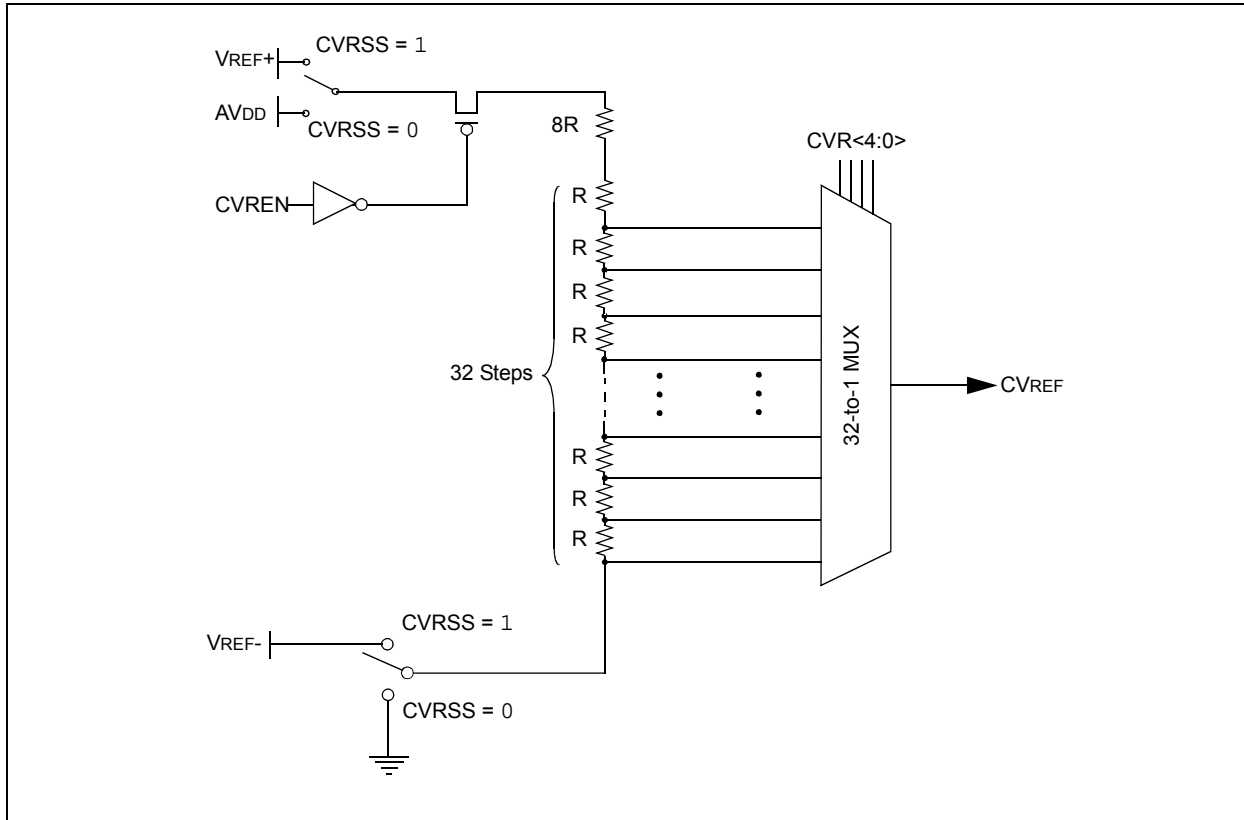 CVRSS = 1
VREF+
AVDD
CVRSS = 0
8R
CVR<4:0>
CVREN
R
R
R
R
32 Steps
32-to-1 MUX
CVREF
R
R
R
CVRSS = 1
VREF-
CVRSS = 0